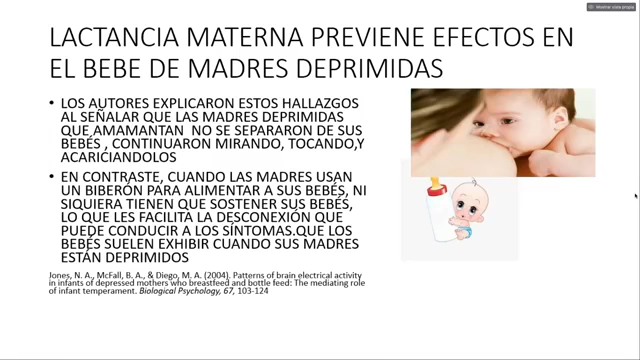 Mostrar vista propia
LACTANCIA MATERNA PREVIENE EFECTOS EN
EL BEBE DE MADRES DEPRIMIDAS
• LOS AUTORES EXPLICARON ESTOS HALLAZGOS
AL SEÑALAR QUE LAS MADRES DEPRIMIDAS
QUE AMAMANTAN NO SE SEPARARON DE SUS
BEBÉS , CONTINUARON MIRANDO, TOCANDO,Y
ACARICIANDOLOS
• EN CONTRASTE, CUANDO LAS MADRES USAN
UN BIBERÓN PARA ALIMENTAR A SUS BEBÉS, NI
SIQUIERA TIENEN QUE SOSTENER SUS BEBÉS,
LO QUE LES FACILITA LA DESCONEXIÓN QUE
PUEDE CONDUCIR A LOS SÍNTOMAS.QUE LOS
BEBÉS SUELEN EXHIBIR CUANDO SUS MADRES
ESTÁN DEPRIMIDOS
Jones, N. A., McFall, B. A., & Diego, M. A. (2004). Patterns of brain electrical activity
in infants of depressed mothers who breastfeed and bottle feed: The mediating role
of infant temperament. Biological Psychology, 67, 103-124